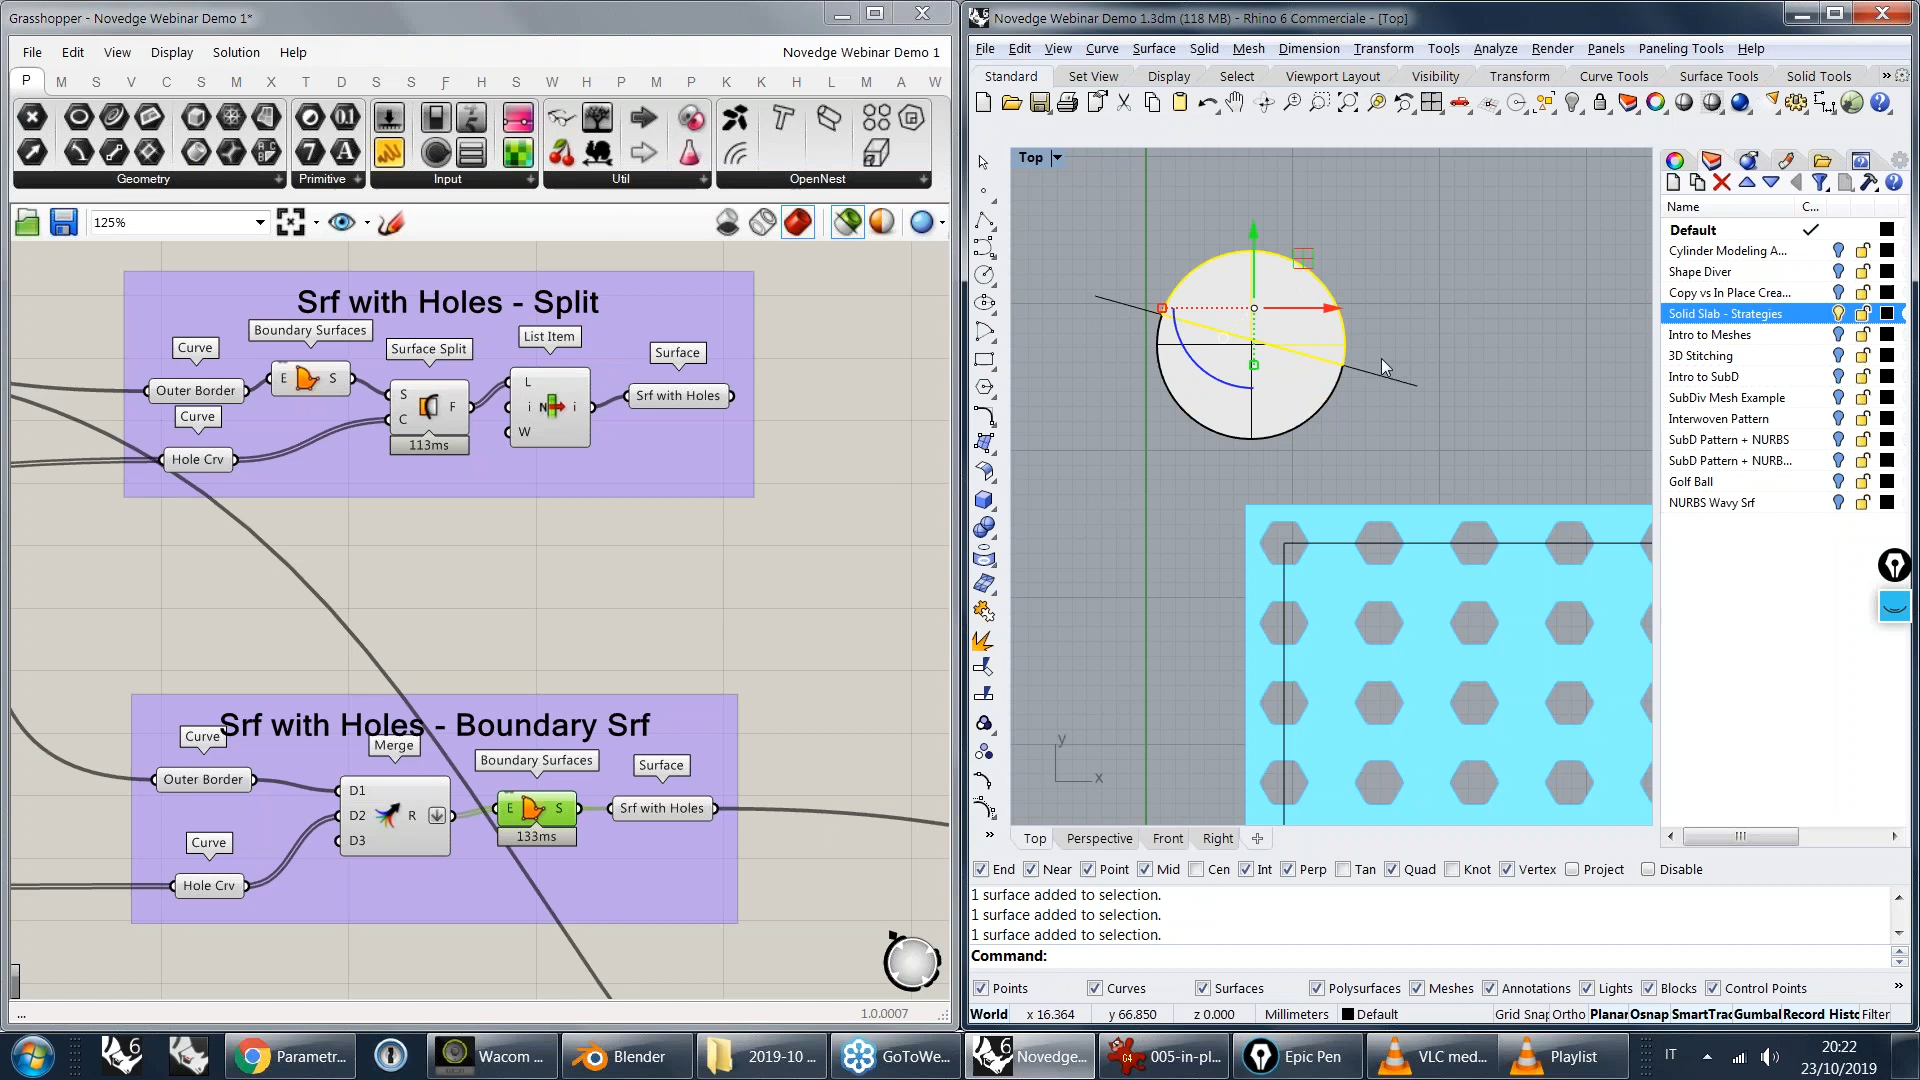 Grasshopper - Novedge Webinar Demo 1*
File Edit View Display Solution Help Novedge Webinar Demo 1
P M S V C S M X T D S S F H S W H P M P K K H L M A W
Geometry Primitive Input Util OpenNest
125%
Srf with Holes - Split
Boundary Surfaces
List Item
Curve
Surface Split
Surface
E S
L
Outer Border
S
F
Srf with Holes
i N i
Curve
C
W
113ms
Hole Crv
Srf with Holes - Boundary Srf
Curve
Merge
Boundary Surfaces
Surface
Outer Border
D1
E S
Srf with Holes
D2 R
133ms
D3
Curve
Hole Crv
...
1.0.0007
Novedge Webinar Demo 1.3dm (118 MB) - Rhino 6 Commerciale - [Top]
File Edit View Curve Surface Solid Mesh Dimension Transform Tools Analyze Render Panels Paneling Tools Help
Standard Set View Display Select Viewport Layout Visibility Transform Curve Tools Surface Tools Solid Tools »
Top
y
x
Name C...
Default
Cylinder Modeling A...
Shape Diver
Copy vs In Place Crea...
Solid Slab - Strategies
Intro to Meshes
3D Stitching
Intro to SubD
SubDiv Mesh Example
Interwoven Pattern
SubD Pattern + NURBS
SubD Pattern + NURB...
Golf Ball
NURBS Wavy Srf
Top Perspective Front Right
End Near Point Mid Cen Int Perp Tan Quad Knot Vertex Project Disable
1 surface added to selection.
1 surface added to selection.
1 surface added to selection.
Command:
Points Curves Surfaces Polysurfaces Meshes Annotations Lights Blocks Control Points »
World x 16.364 y 66.850 z 0.000 Millimeters Default Grid Snap Ortho Planar Osnap SmartTrac Gumbal Record Histo Filter
Parametr... Wacom ... Blender 2019-10 ... GoToWe... Novedge... 005-in-pl... Epic Pen VLC med... Playlist IT
20:22
23/10/2019